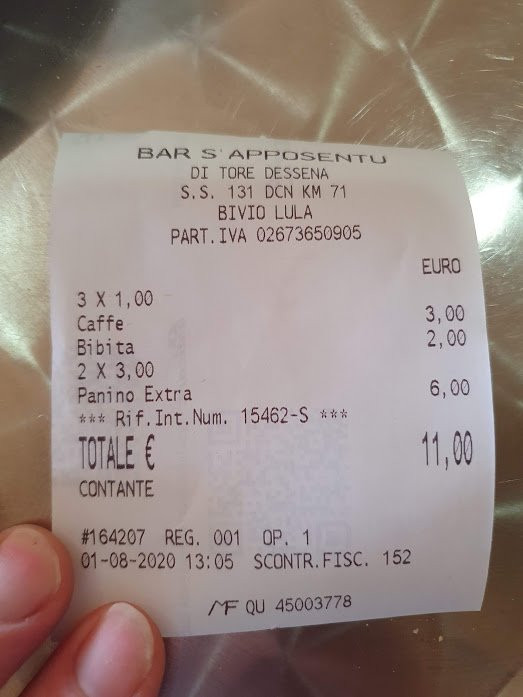 BAR S'APPOSENTU
DI TORE DESSENA
S.S. 131 DCN KM 71
BIVIO LULA
PART.IVA 02673650905
EURO
3 X 1,00
Caffe 3,00
Bibita 2,00
2 X 3,00
Panino Extra 6,00
*** Rif.Int.Num. 15462-S ***
TOTALE € 11,00
CONTANTE
#164207 REG. 001 OP. 1
01-08-2020 13:05 SCONTR.FISC. 152
MF QU 45003778